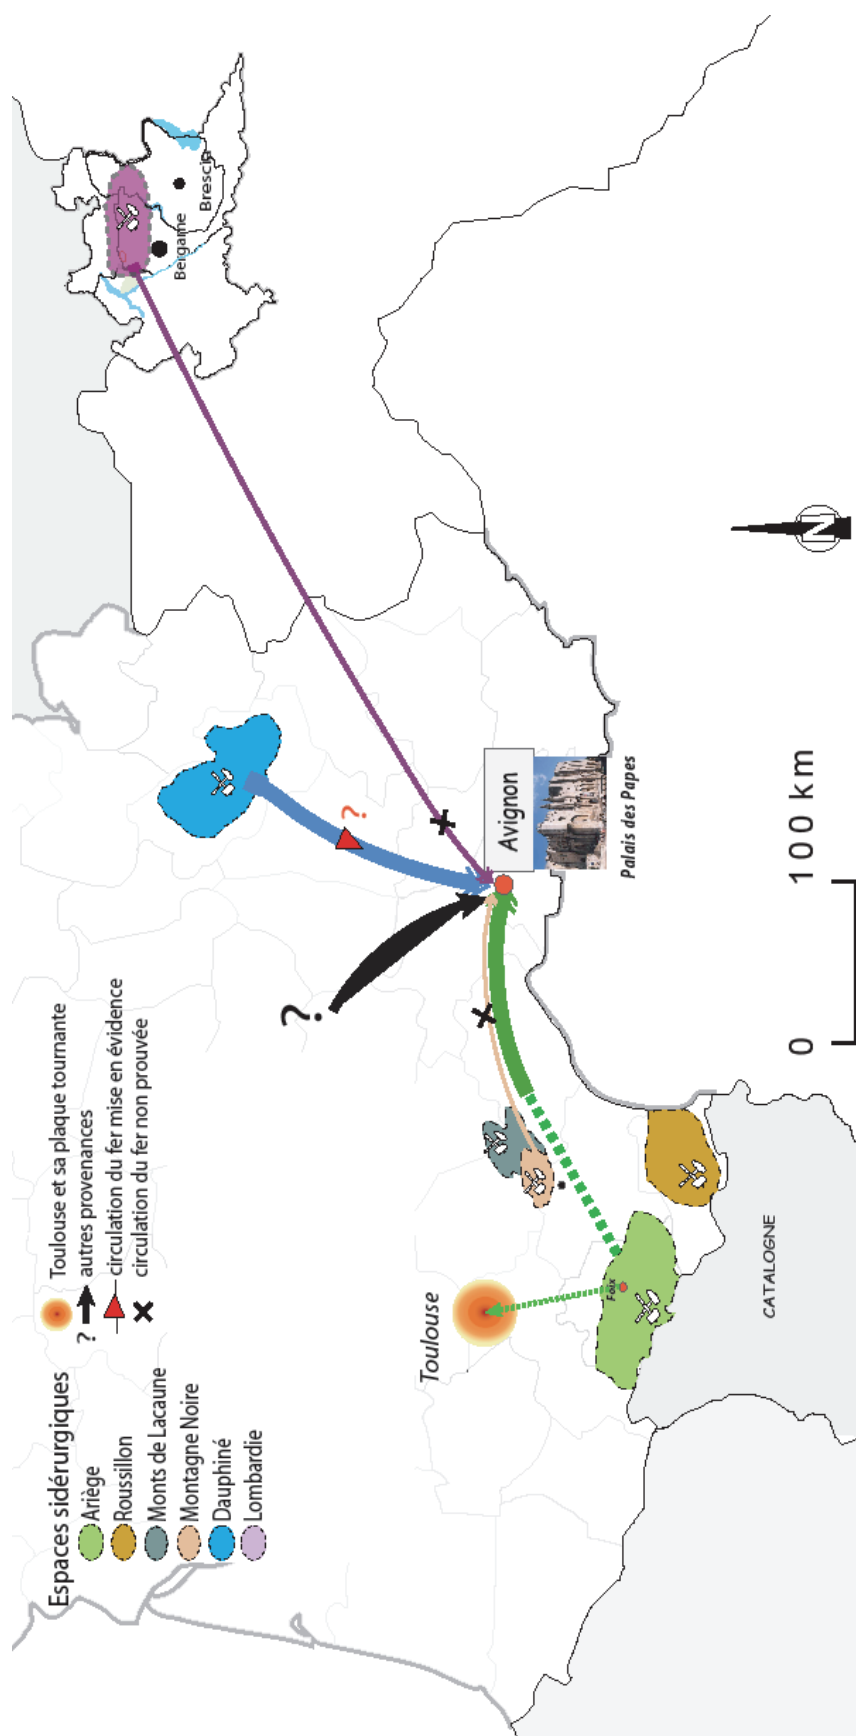 Espaces sidérurgiques
Ariège
Roussillon
Monts de Lacaune
Montagne Noire
Dauphiné
Lombardie
Toulouse et sa plaque tournante
? autres provenances
circulation du fer mise en évidence
circulation du fer non prouvée
Bergame
Brescia
?
?
Avignon
Palais des Papes
Toulouse
Foix
CATALOGNE
0 100 km
N